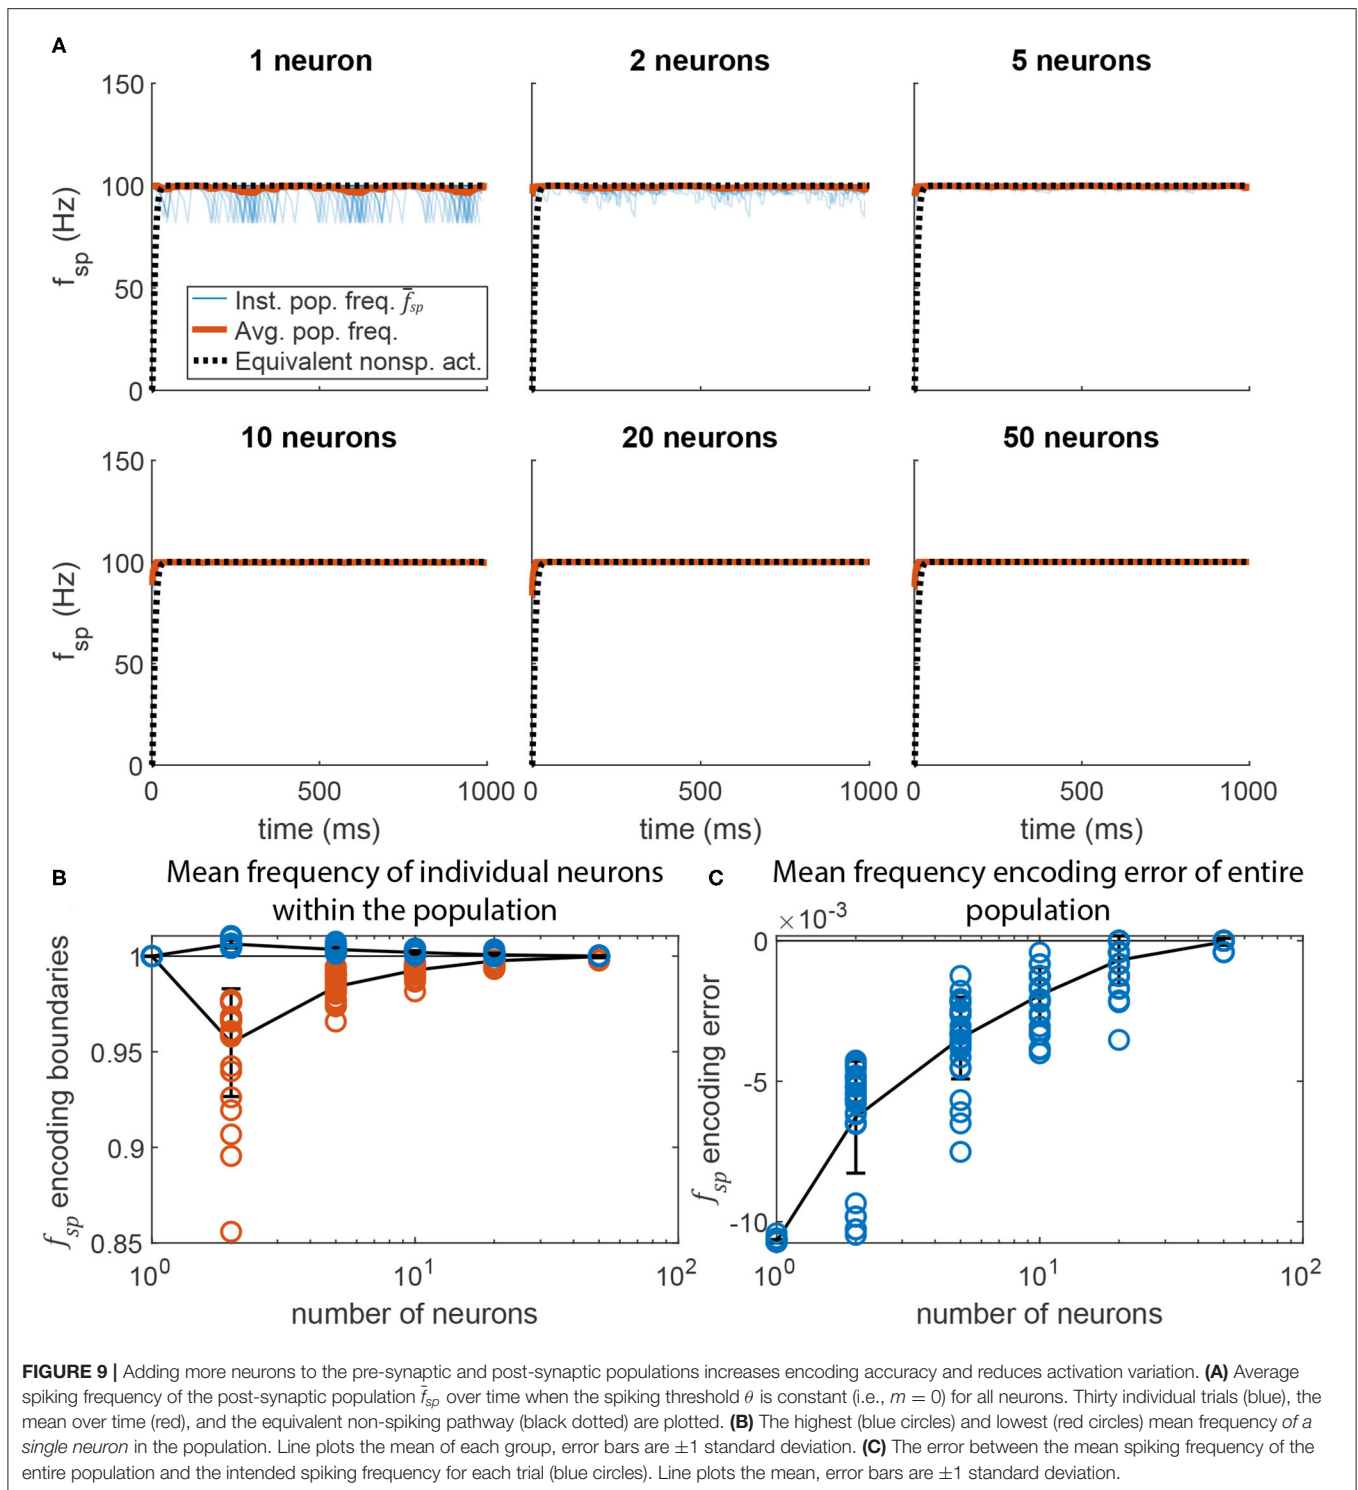 A
1 neuron
2 neurons
5 neurons
150
100
50
0
f_sp (Hz)
Inst. pop. freq. f̄_sp
Avg. pop. freq.
Equivalent nonsp. act.
10 neurons
20 neurons
50 neurons
150
100
50
0
f_sp (Hz)
0 500 1000 0 500 1000 0 500 1000
time (ms) time (ms) time (ms)
B
Mean frequency of individual neurons
within the population
f_sp encoding boundaries
1
0.95
0.9
0.85
10^0 10^1 10^2
number of neurons
C
Mean frequency encoding error of entire
population
×10^-3
f_sp encoding error
0
-5
-10
10^0 10^1 10^2
number of neurons
FIGURE 9 | Adding more neurons to the pre-synaptic and post-synaptic populations increases encoding accuracy and reduces activation variation. (A) Average
spiking frequency of the post-synaptic population f̄_sp over time when the spiking threshold θ is constant (i.e., m = 0) for all neurons. Thirty individual trials (blue), the
mean over time (red), and the equivalent non-spiking pathway (black dotted) are plotted. (B) The highest (blue circles) and lowest (red circles) mean frequency of a
single neuron in the population. Line plots the mean of each group, error bars are ±1 standard deviation. (C) The error between the mean spiking frequency of the
entire population and the intended spiking frequency for each trial (blue circles). Line plots the mean, error bars are ±1 standard deviation.